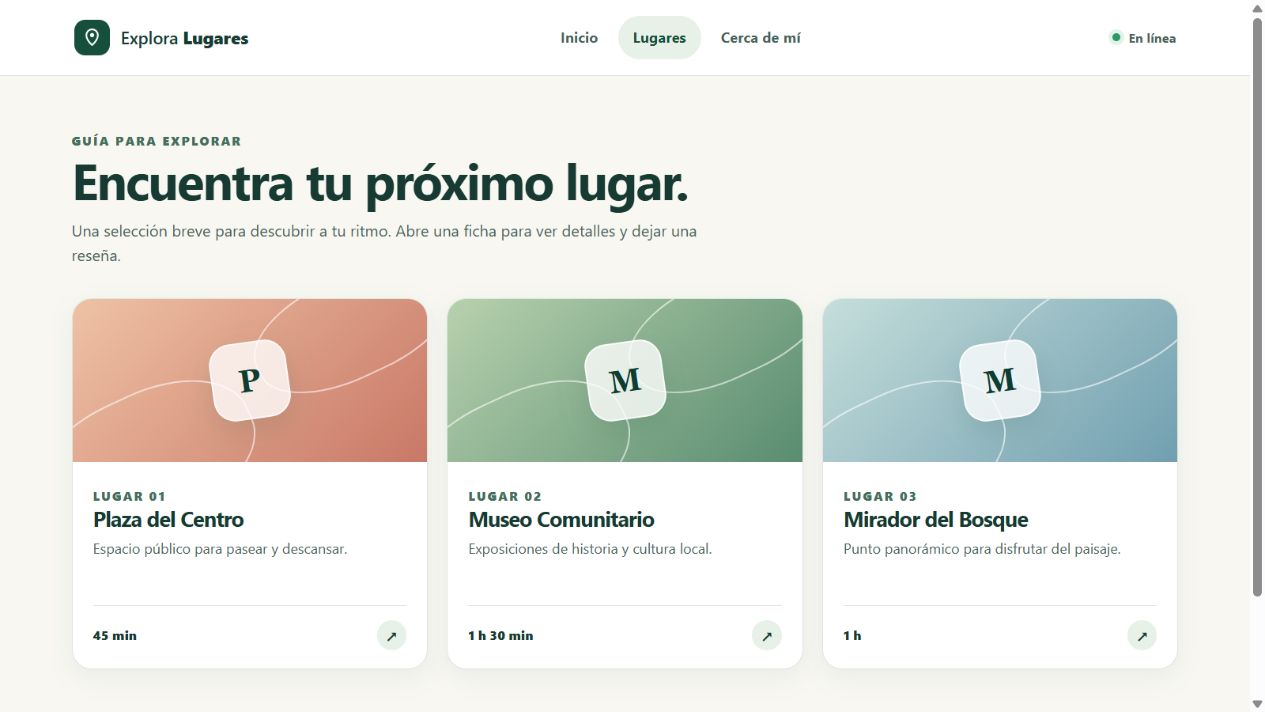 Explora Lugares
Inicio
Lugares
Cerca de mí
En línea
GUÍA PARA EXPLORAR
Encuentra tu próximo lugar.
Una selección breve para descubrir a tu ritmo. Abre una ficha para ver detalles y dejar una
reseña.
P
LUGAR 01
Plaza del Centro
Espacio público para pasear y descansar.
45 min
M
LUGAR 02
Museo Comunitario
Exposiciones de historia y cultura local.
1 h 30 min
M
LUGAR 03
Mirador del Bosque
Punto panorámico para disfrutar del paisaje.
1 h